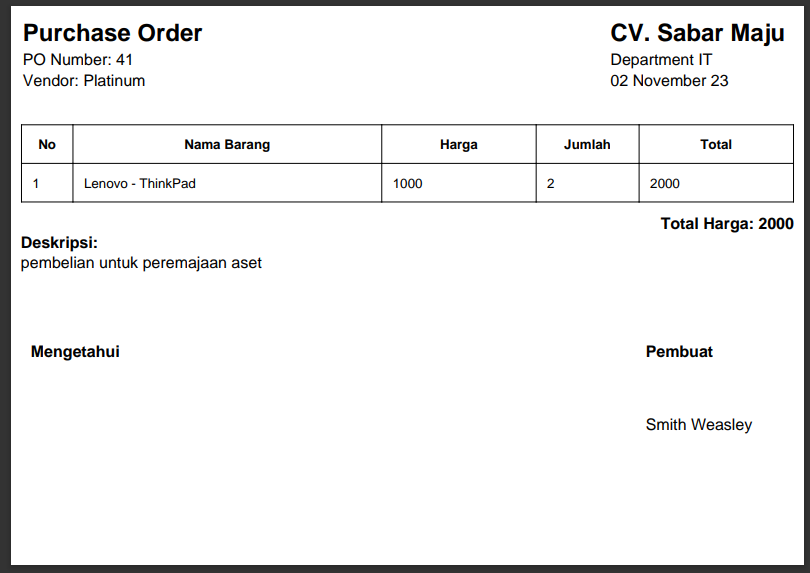 Purchase Order
PO Number: 41
Vendor: Platinum
CV. Sabar Maju
Department IT
02 November 23
No Nama Barang Harga Jumlah Total
1 Lenovo - ThinkPad 1000 2 2000
Total Harga: 2000
Deskripsi:
pembelian untuk peremajaan aset
Mengetahui
Pembuat
Smith Weasley